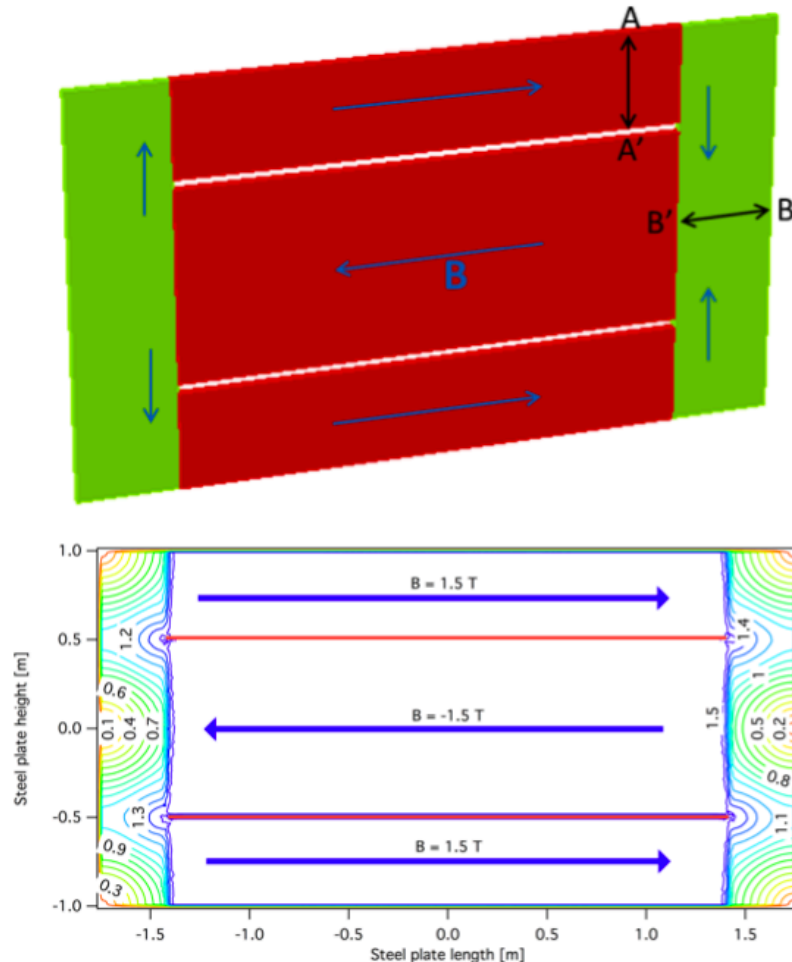 A
A'
B'
B
B
1.0
0.5
0.0
-0.5
-1.0
Steel plate height [m]
B = 1.5 T
1.2
1.4
0.6
1
0.1
0.4
0.7
B = -1.5 T
1.5
0.5
0.2
0.8
1.3
1.1
B = 1.5 T
0.9
0.3
-1.5
-1.0
-0.5
0.0
0.5
1.0
1.5
Steel plate length [m]